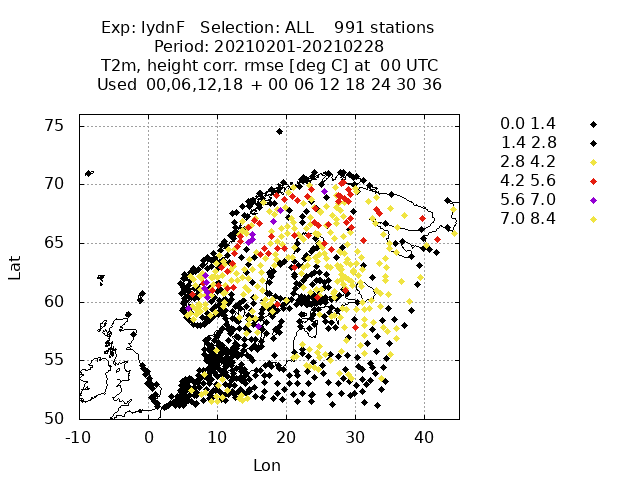 Exp: IydnF   Selection: ALL    991 stations
Period: 20210201-20210228
T2m, height corr. rmse [deg C] at  00 UTC
Used  00,06,12,18  + 00 06 12 18 24 30 36
0.0 1.4
1.4 2.8
2.8 4.2
4.2 5.6
5.6 7.0
7.0 8.4
Lat
75
70
65
60
55
50
-10 0 10 20 30 40
Lon